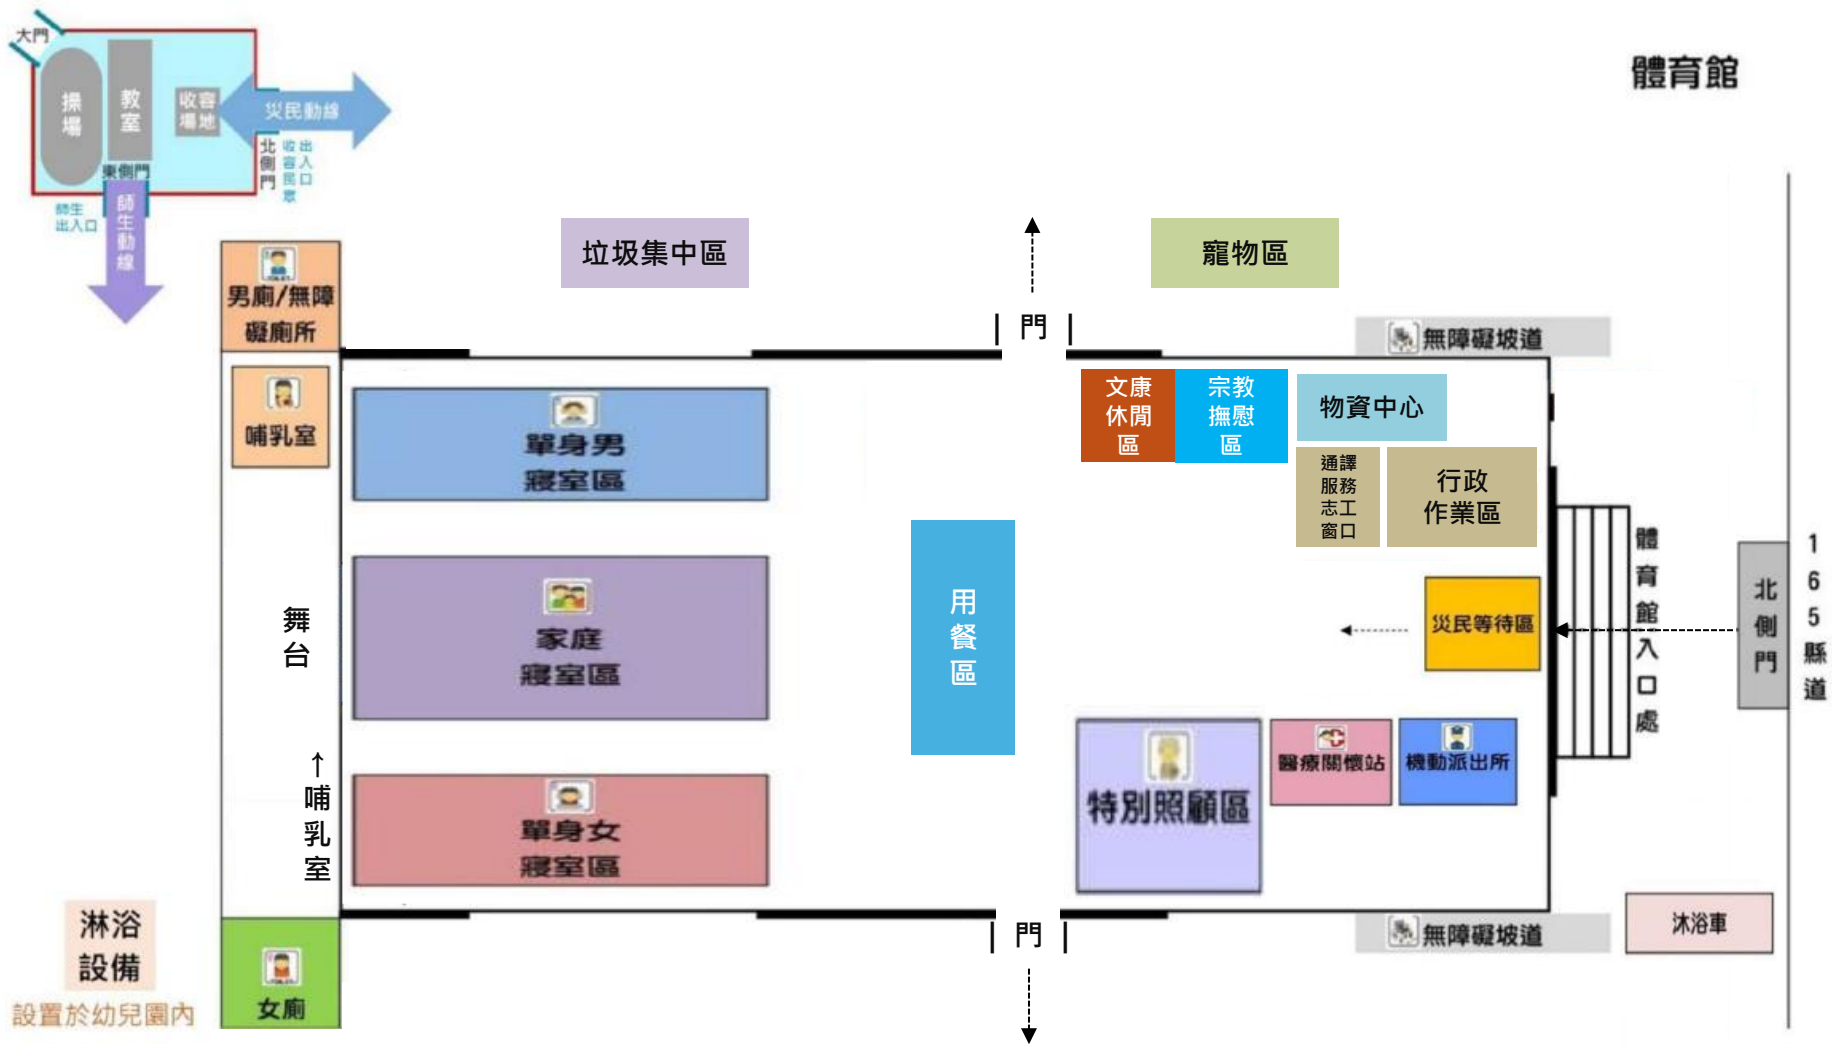 大門
操場
教室
收容
場地
災民動線
東側門
北側門
收容民眾
出入口
師生
出入口
師生動線
體育館
垃圾集中區
寵物區
男廁/無障
礙廁所
門
無障礙坡道
哺乳室
單身男
寢室區
文康
休閒
區
宗教
撫慰
區
物資中心
通譯
服務
志工
窗口
行政
作業區
舞台
家庭
寢室區
用餐區
災民等待區
體育館入口處
北側門
165縣道
↑哺乳室
單身女
寢室區
特別照顧區
醫療關懷站
機動派出所
淋浴
設備
設置於幼兒園內
女廁
門
無障礙坡道
沐浴車